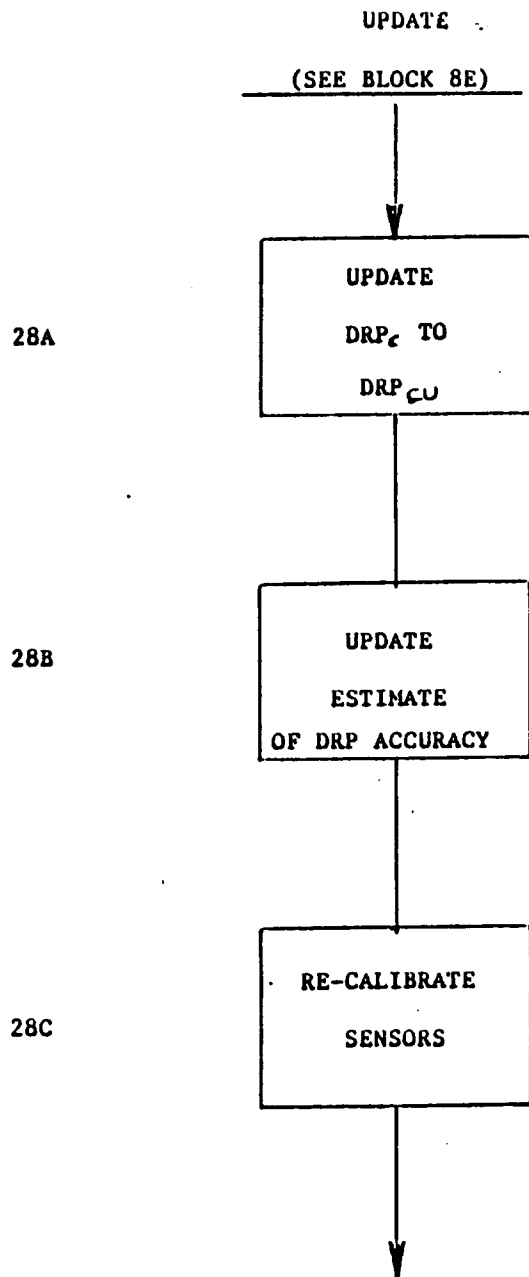 UPDATE
(SEE BLOCK 8E)
28A
UPDATE
DRPc TO
DRPcu
28B
UPDATE
ESTIMATE
OF DRP ACCURACY
28C
RE-CALIBRATE
SENSORS